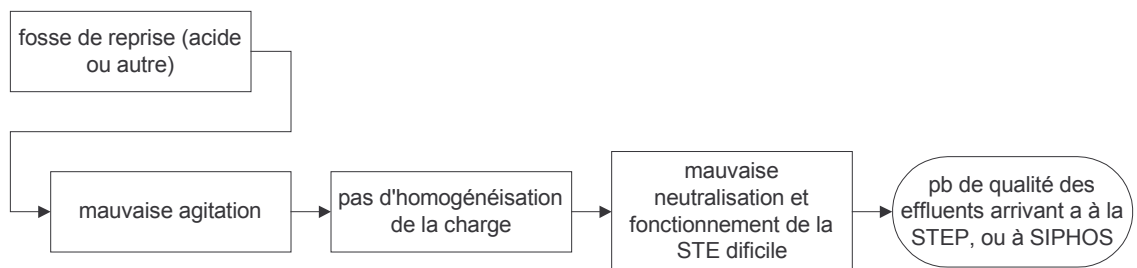 fosse de reprise (acide
ou autre)
mauvaise agitation
pas d'homogénéisation
de la charge
mauvaise
neutralisation et
fonctionnement de la
STE dificile
pb de qualité des
effluents arrivant a à la
STEP, ou à SIPHOS